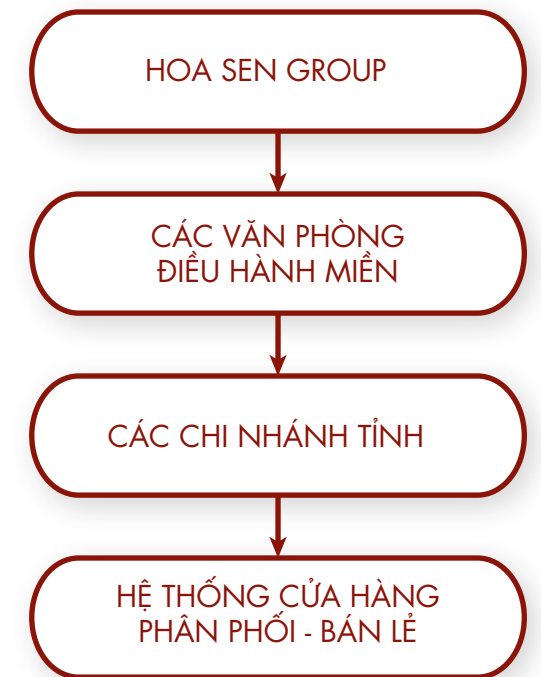 HOA SEN GROUP
CÁC VĂN PHÒNG
ĐIỀU HÀNH MIỀN
CÁC CHI NHÁNH TỈNH
HỆ THỐNG CỬA HÀNG
PHÂN PHỐI - BÁN LẺ